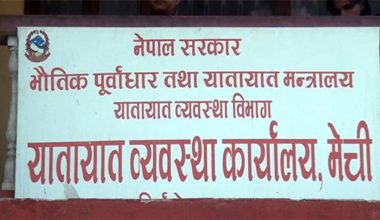 नेपाल सरकार
भौतिक पूर्वाधार तथा यातायात मन्त्रालय
यातायात व्यवस्था विभाग
यातायात व्यवस्था कार्यालय, मेची